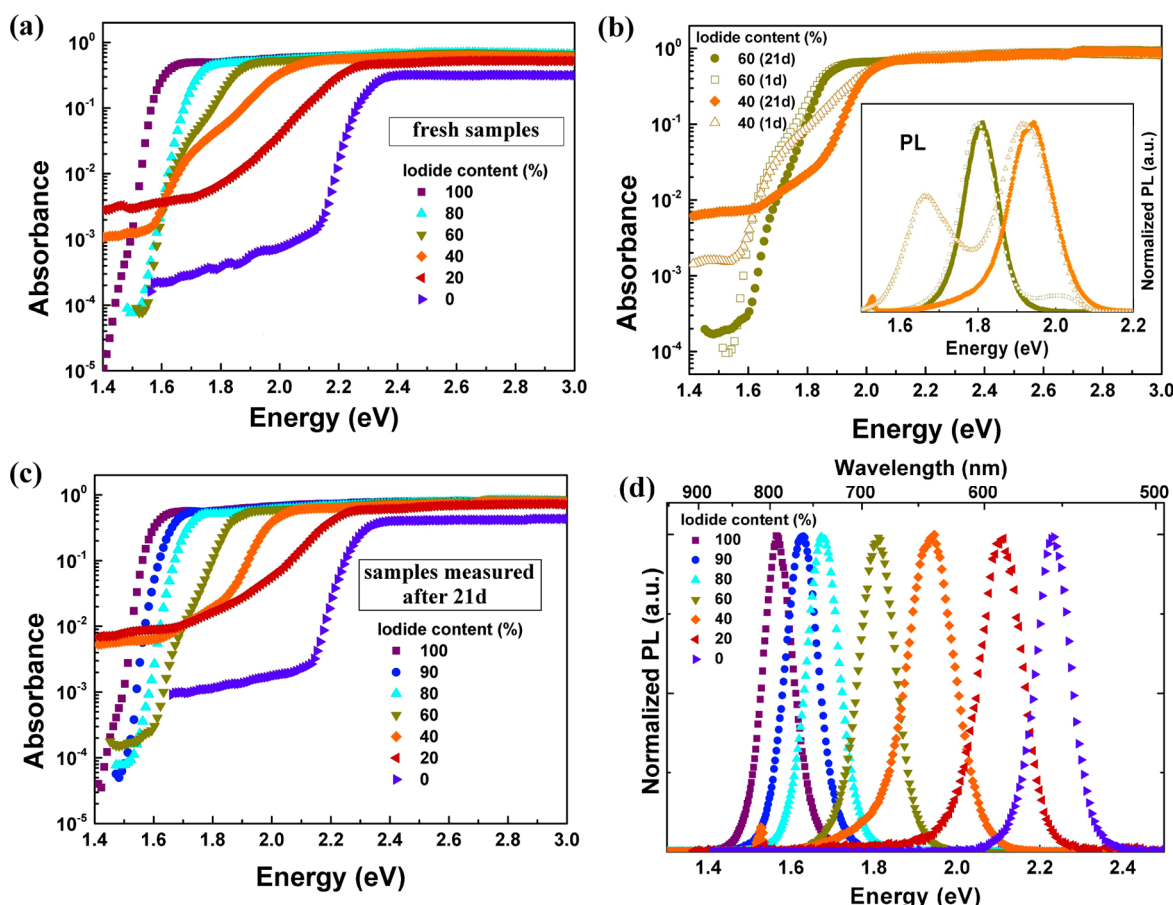 (a)
Absorbance
10^0
10^-1
10^-2
10^-3
10^-4
10^-5
fresh samples
Iodide content (%)
100
80
60
40
20
0
1.4 1.6 1.8 2.0 2.2 2.4 2.6 2.8 3.0
Energy (eV)
(b)
Absorbance
10^0
10^-1
10^-2
10^-3
10^-4
Iodide content (%)
60 (21d)
60 (1d)
40 (21d)
40 (1d)
PL
Normalized PL (a.u.)
1.6 1.8 2.0 2.2
Energy (eV)
1.4 1.6 1.8 2.0 2.2 2.4 2.6 2.8 3.0
Energy (eV)
(c)
Absorbance
10^0
10^-1
10^-2
10^-3
10^-4
10^-5
samples measured
after 21d
Iodide content (%)
100
90
80
60
40
20
0
1.4 1.6 1.8 2.0 2.2 2.4 2.6 2.8 3.0
Energy (eV)
Wavelength (nm)
900 800 700 600 500
(d)
Normalized PL (a.u.)
Iodide content (%)
100
90
80
60
40
20
0
1.4 1.6 1.8 2.0 2.2 2.4
Energy (eV)